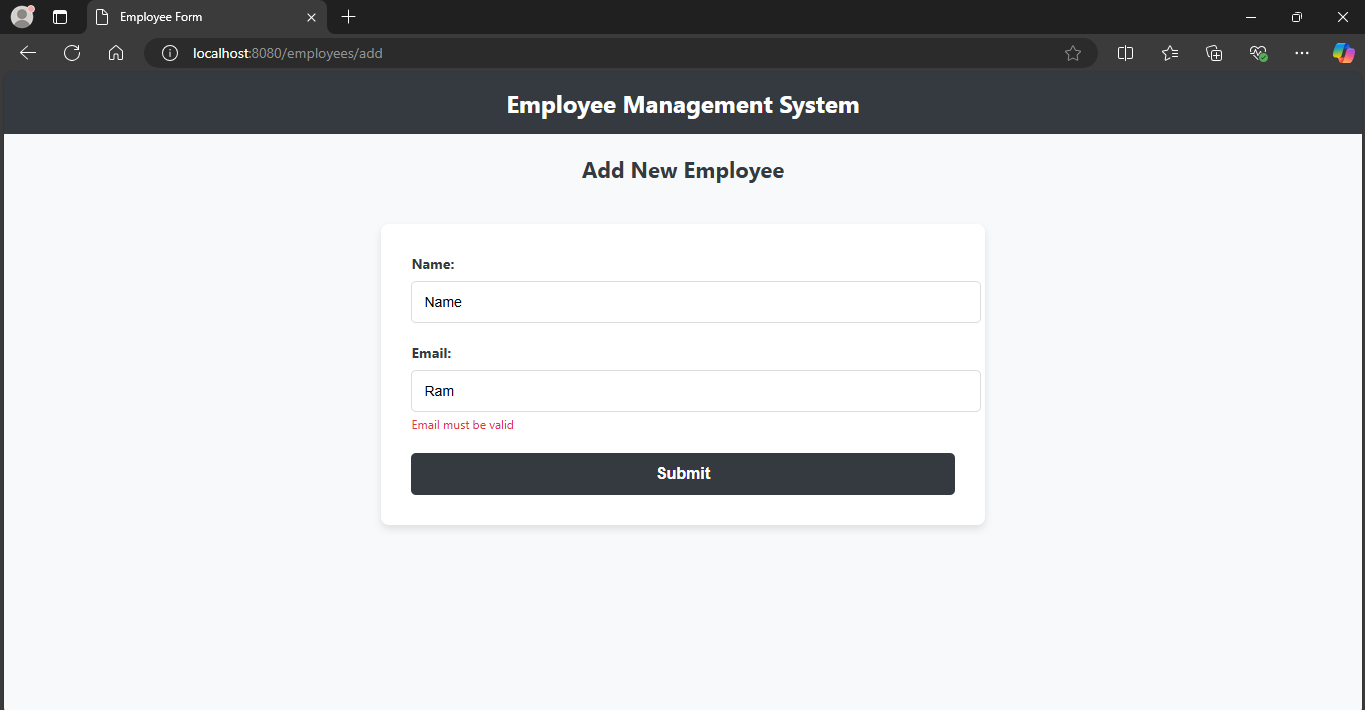 Employee Form
localhost:8080/employees/add
Employee Management System
Add New Employee
Name:
Name
Email:
Ram
Email must be valid
Submit